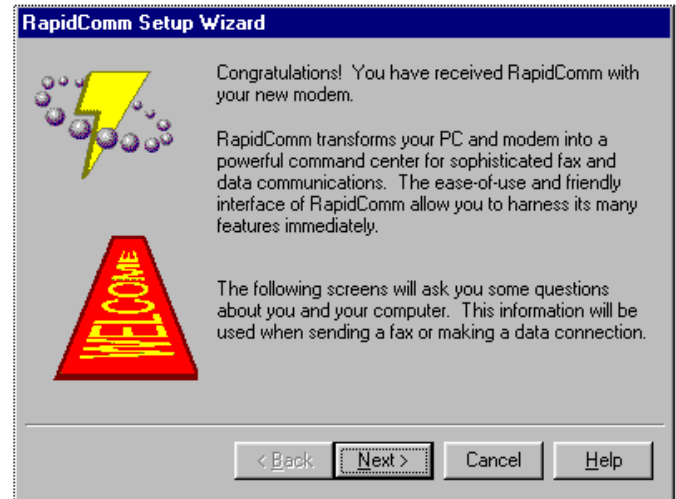 RapidComm Setup Wizard
Congratulations!  You have received RapidComm with
your new modem.
RapidComm transforms your PC and modem into a
powerful command center for sophisticated fax and
data communications.  The ease-of-use and friendly
interface of RapidComm allow you to harness its many
features immediately.
WELCOME
The following screens will ask you some questions
about you and your computer.  This information will be
used when sending a fax or making a data connection.
< Back
Next >
Cancel
Help